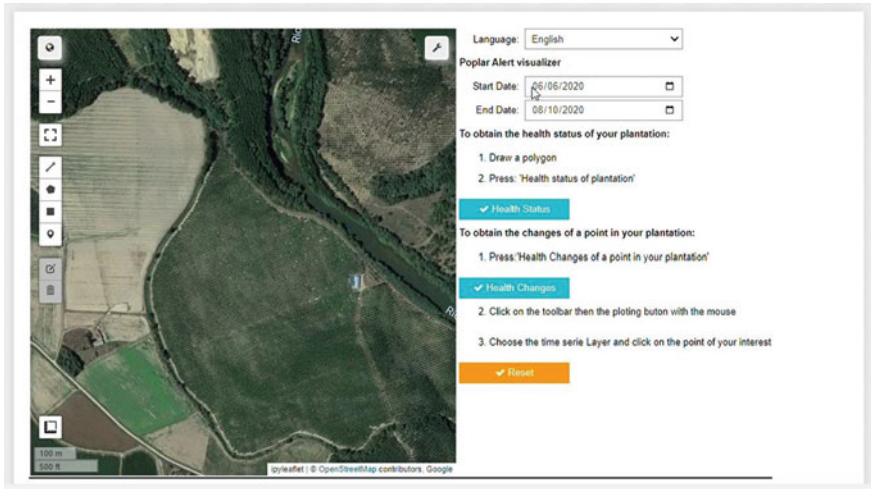 Rio
Ri
+
−
100 m
500 ft
ipyleaflet | © OpenStreetMap contributors, Google
Language: English
Poplar Alert visualizer
Start Date: 06/06/2020
End Date: 08/10/2020
To obtain the health status of your plantation:
1. Draw a polygon
2. Press: 'Health status of plantation'
✔ Health Status
To obtain the changes of a point in your plantation:
1. Press:'Health Changes of a point in your plantation'
✔ Health Changes
2. Click on the toolbar then the ploting buton with the mouse
3. Choose the time serie Layer and click on the point of your interest
✔ Reset